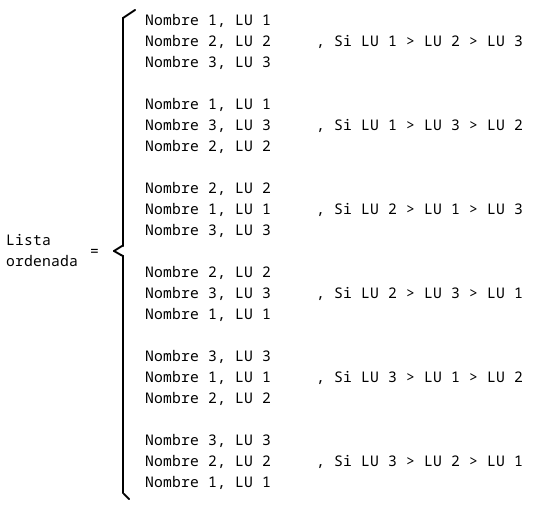 Nombre 1, LU 1
Nombre 2, LU 2 , Si LU 1 > LU 2 > LU 3
Nombre 3, LU 3
Nombre 1, LU 1
Nombre 3, LU 3 , Si LU 1 > LU 3 > LU 2
Nombre 2, LU 2
Nombre 2, LU 2
Nombre 1, LU 1 , Si LU 2 > LU 1 > LU 3
Nombre 3, LU 3
Lista
ordenada =
Nombre 2, LU 2
Nombre 3, LU 3 , Si LU 2 > LU 3 > LU 1
Nombre 1, LU 1
Nombre 3, LU 3
Nombre 1, LU 1 , Si LU 3 > LU 1 > LU 2
Nombre 2, LU 2
Nombre 3, LU 3
Nombre 2, LU 2 , Si LU 3 > LU 2 > LU 1
Nombre 1, LU 1